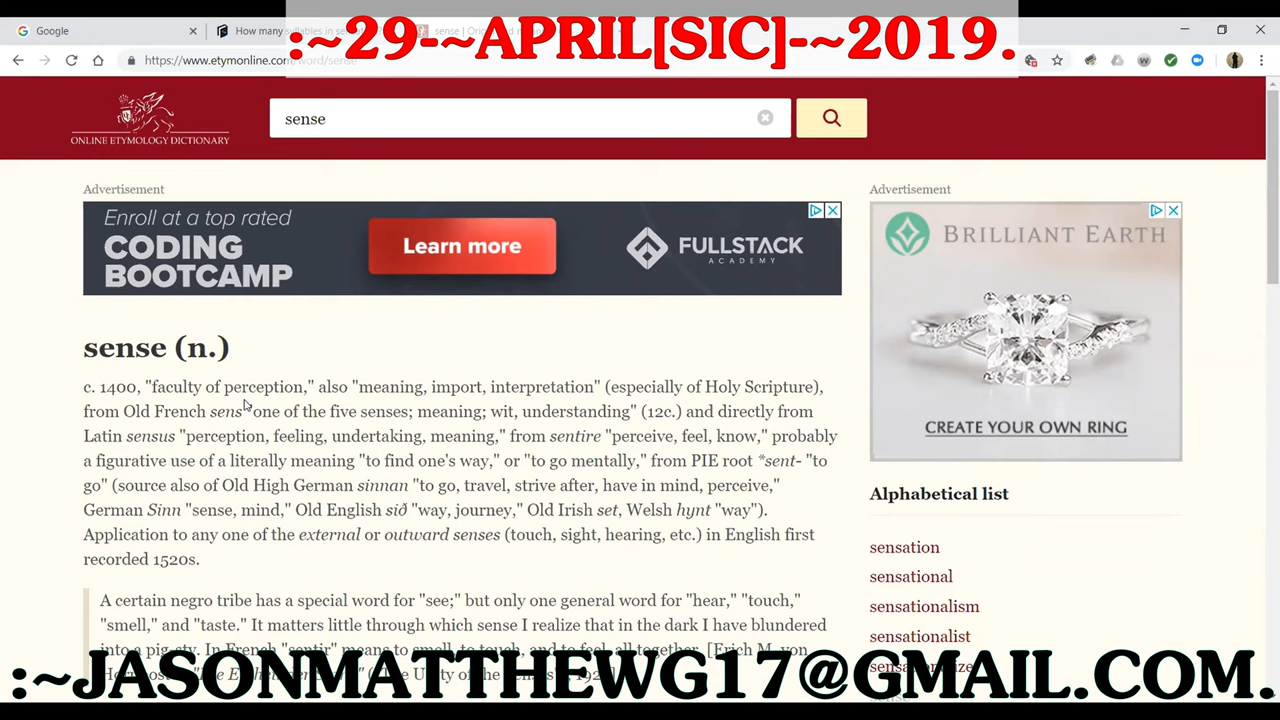 :~29-~APRIL[SIC]-~2019.
Google
How many syllables in
https://www.etymonline.com/word/sense
ONLINE ETYMOLOGY DICTIONARY
sense
Advertisement
Advertisement
Enroll at a top rated
CODING
BOOTCAMP
Learn more
FULLSTACK
ACADEMY
BRILLIANT EARTH
CREATE YOUR OWN RING
sense (n.)
c. 1400, "faculty of perception," also "meaning, import, interpretation" (especially of Holy Scripture),
from Old French sens "one of the five senses; meaning; wit, understanding" (12c.) and directly from
Latin sensus "perception, feeling, undertaking, meaning," from sentire "perceive, feel, know," probably
a figurative use of a literally meaning "to find one's way," or "to go mentally," from PIE root *sent- "to
go" (source also of Old High German sinnan "to go, travel, strive after, have in mind, perceive,"
German Sinn "sense, mind," Old English sið "way, journey," Old Irish set, Welsh hynt "way").
Application to any one of the external or outward senses (touch, sight, hearing, etc.) in English first
recorded 1520s.
A certain negro tribe has a special word for "see;" but only one general word for "hear," "touch,"
"smell," and "taste." It matters little through which sense I realize that in the dark I have blundered
into a pig-sty. In French "sentir" means to smell, to touch, and to feel, all together. [Erich M. von
Alphabetical list
sensation
sensational
sensationalism
sensationalist
:~JASONMATTHEWG17@GMAIL.COM.